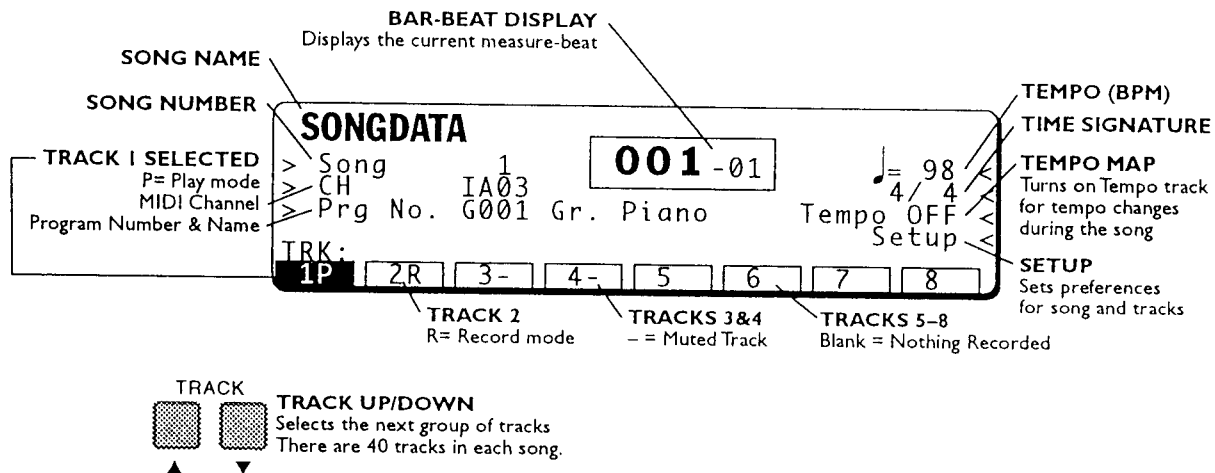 BAR-BEAT DISPLAY
Displays the current measure-beat
SONG NAME
SONG NUMBER
TRACK 1 SELECTED
P= Play mode
MIDI Channel
Program Number & Name
SONGDATA
> Song 1
> CH IA03
> Prg No. G001 Gr. Piano
001-01
♩= 98 <
4/ 4 <
Tempo OFF <
Setup <
TRK:
1P 2R 3- 4- 5 6 7 8
TEMPO (BPM)
TIME SIGNATURE
TEMPO MAP
Turns on Tempo track
for tempo changes
during the song
SETUP
Sets preferences
for song and tracks
TRACK 2
R= Record mode
TRACKS 3&4
– = Muted Track
TRACKS 5–8
Blank = Nothing Recorded
TRACK
TRACK UP/DOWN
Selects the next group of tracks
There are 40 tracks in each song.